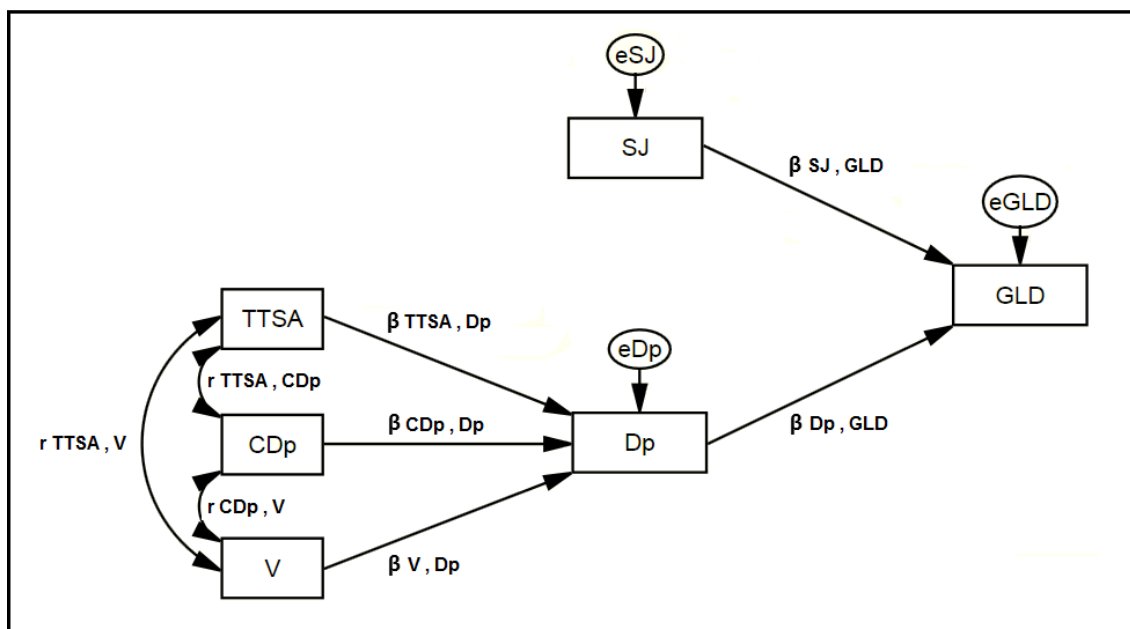 eSJ
SJ
β SJ , GLD
eGLD
GLD
TTSA
β TTSA , Dp
eDp
r TTSA , CDp
CDp
β CDp , Dp
Dp
β Dp , GLD
r TTSA , V
r CDp , V
V
β V , Dp